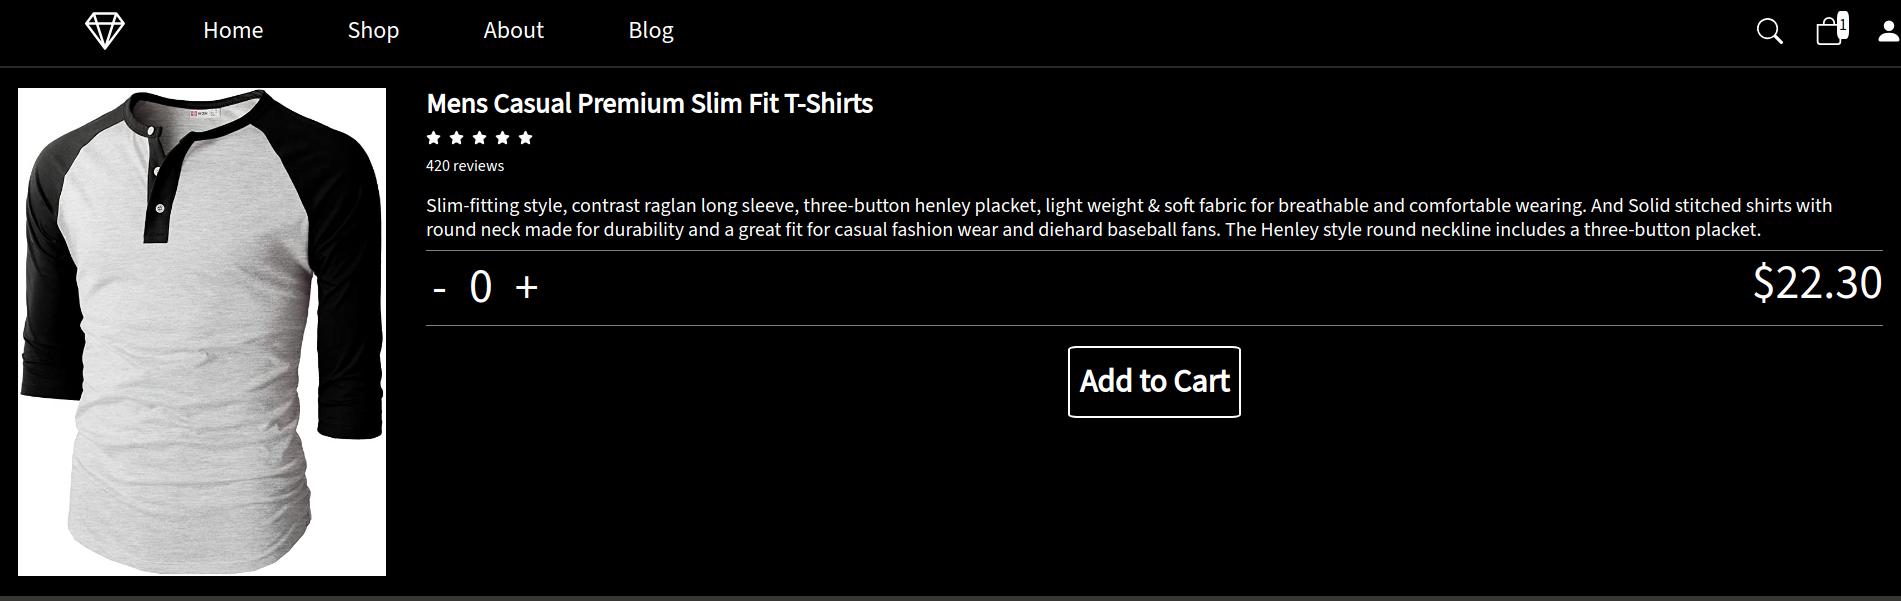 Home Shop About Blog 1
Mens Casual Premium Slim Fit T-Shirts
420 reviews
Slim-fitting style, contrast raglan long sleeve, three-button henley placket, light weight & soft fabric for breathable and comfortable wearing. And Solid stitched shirts with
round neck made for durability and a great fit for casual fashion wear and diehard baseball fans. The Henley style round neckline includes a three-button placket.
- 0 + $22.30
Add to Cart